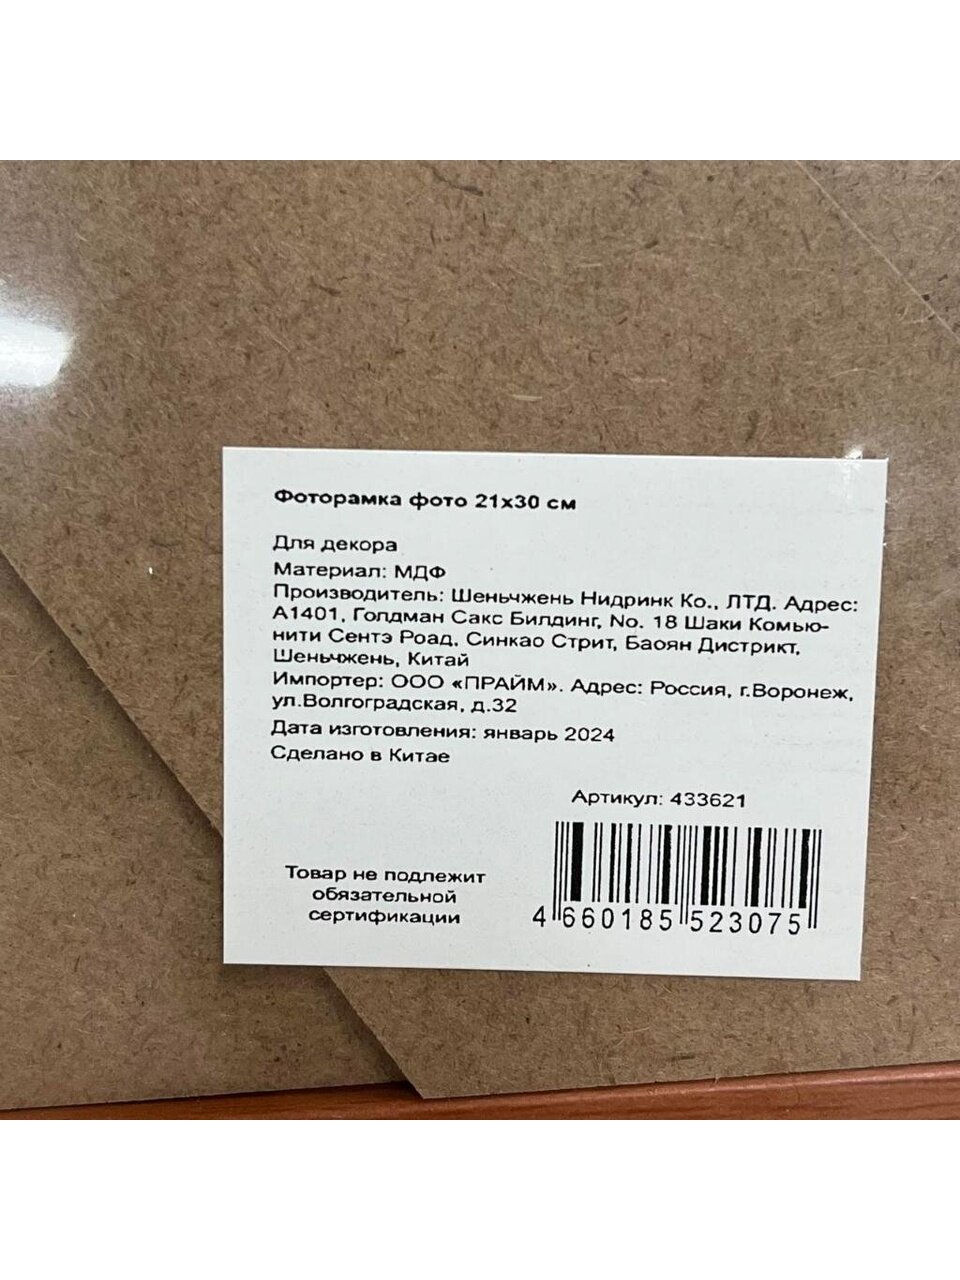 Фоторамка фото 21х30 см
Для декора
Материал: МДФ
Производитель: Шеньчжень Нидринк Ко., ЛТД. Адрес:
А1401, Голдман Сакс Билдинг, No. 18 Шаки Комью-
нити Сентэ Роад, Синкао Стрит, Баоян Дистрикт,
Шеньчжень, Китай
Импортер: ООО «ПРАЙМ». Адрес: Россия, г.Воронеж,
ул.Волгоградская, д.32
Дата изготовления: январь 2024
Сделано в Китае
Артикул: 433621
Товар не подлежит
обязательной
сертификации
4 660185 523075